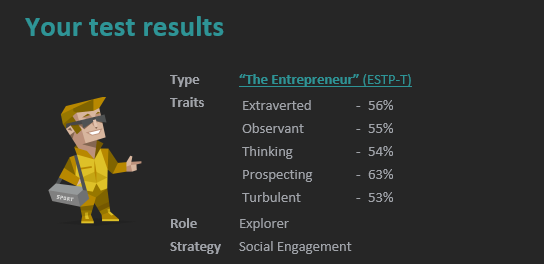 Your test results
Type “The Entrepreneur” (ESTP-T)
Traits
Extraverted - 56%
Observant - 55%
Thinking - 54%
Prospecting - 63%
Turbulent - 53%
SPORT
Role Explorer
Strategy Social Engagement